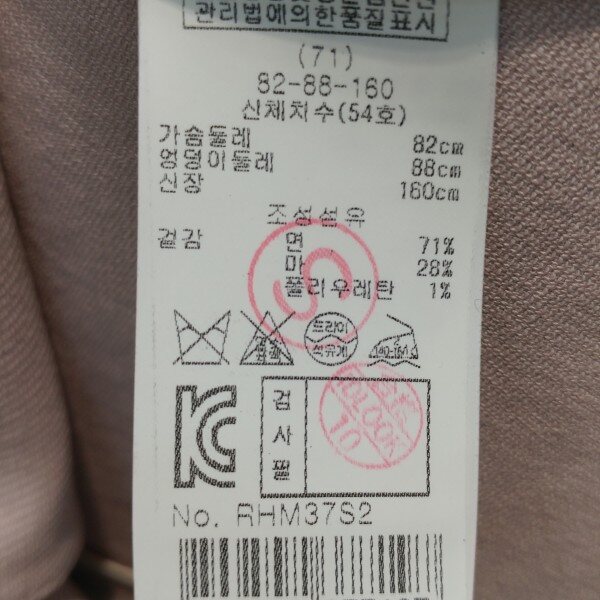 관리법에의한품질표시
(71)
82-88-160
신체치수(54호)
가슴둘레 82cm
엉덩이둘레 88cm
신장 160cm
조성섬유
겉감 면 71%
마 28%
폴리우레탄 1%
S
드라이
석유계
검사필
No. RHM37S2